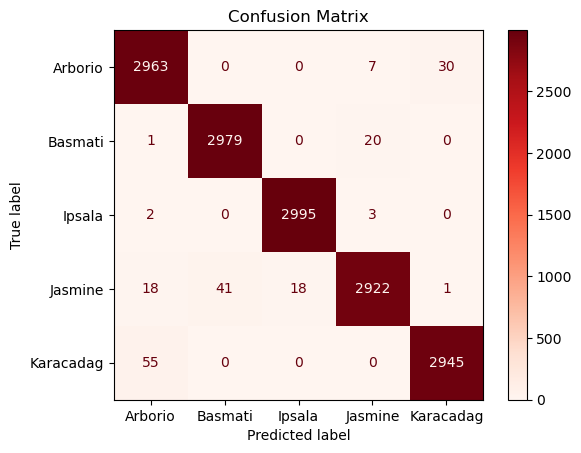 Confusion Matrix
True label
Arborio 2963 0 0 7 30
Basmati 1 2979 0 20 0
Ipsala 2 0 2995 3 0
Jasmine 18 41 18 2922 1
Karacadag 55 0 0 0 2945
Arborio Basmati Ipsala Jasmine Karacadag
Predicted label
2500
2000
1500
1000
500
0